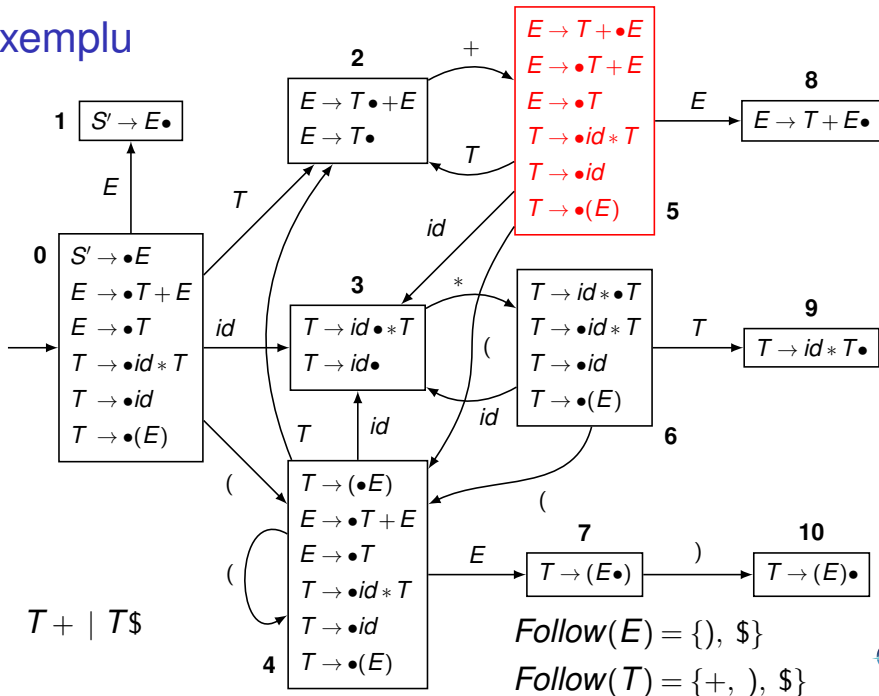 xemplu
1
S′ → E•
E
0
S′ → •E
E → •T + E
E → •T
T → •id * T
T → •id
T → •(E)
T
id
(
2
E → T• + E
E → T•
+
T
E → T + •E
E → •T + E
E → •T
T → •id * T
T → •id
T → •(E)
5
E
8
E → T + E•
id
(
3
T → id• * T
T → id•
*
id
T → id * •T
T → •id * T
T → •id
T → •(E)
6
T
9
T → id * T•
(
T
id
(
T → (•E)
E → •T + E
E → •T
T → •id * T
T → •id
T → •(E)
4
E
7
T → (E•)
)
10
T → (E)•
T + | T$
Follow(E) = {), $}
Follow(T) = {+, ), $}